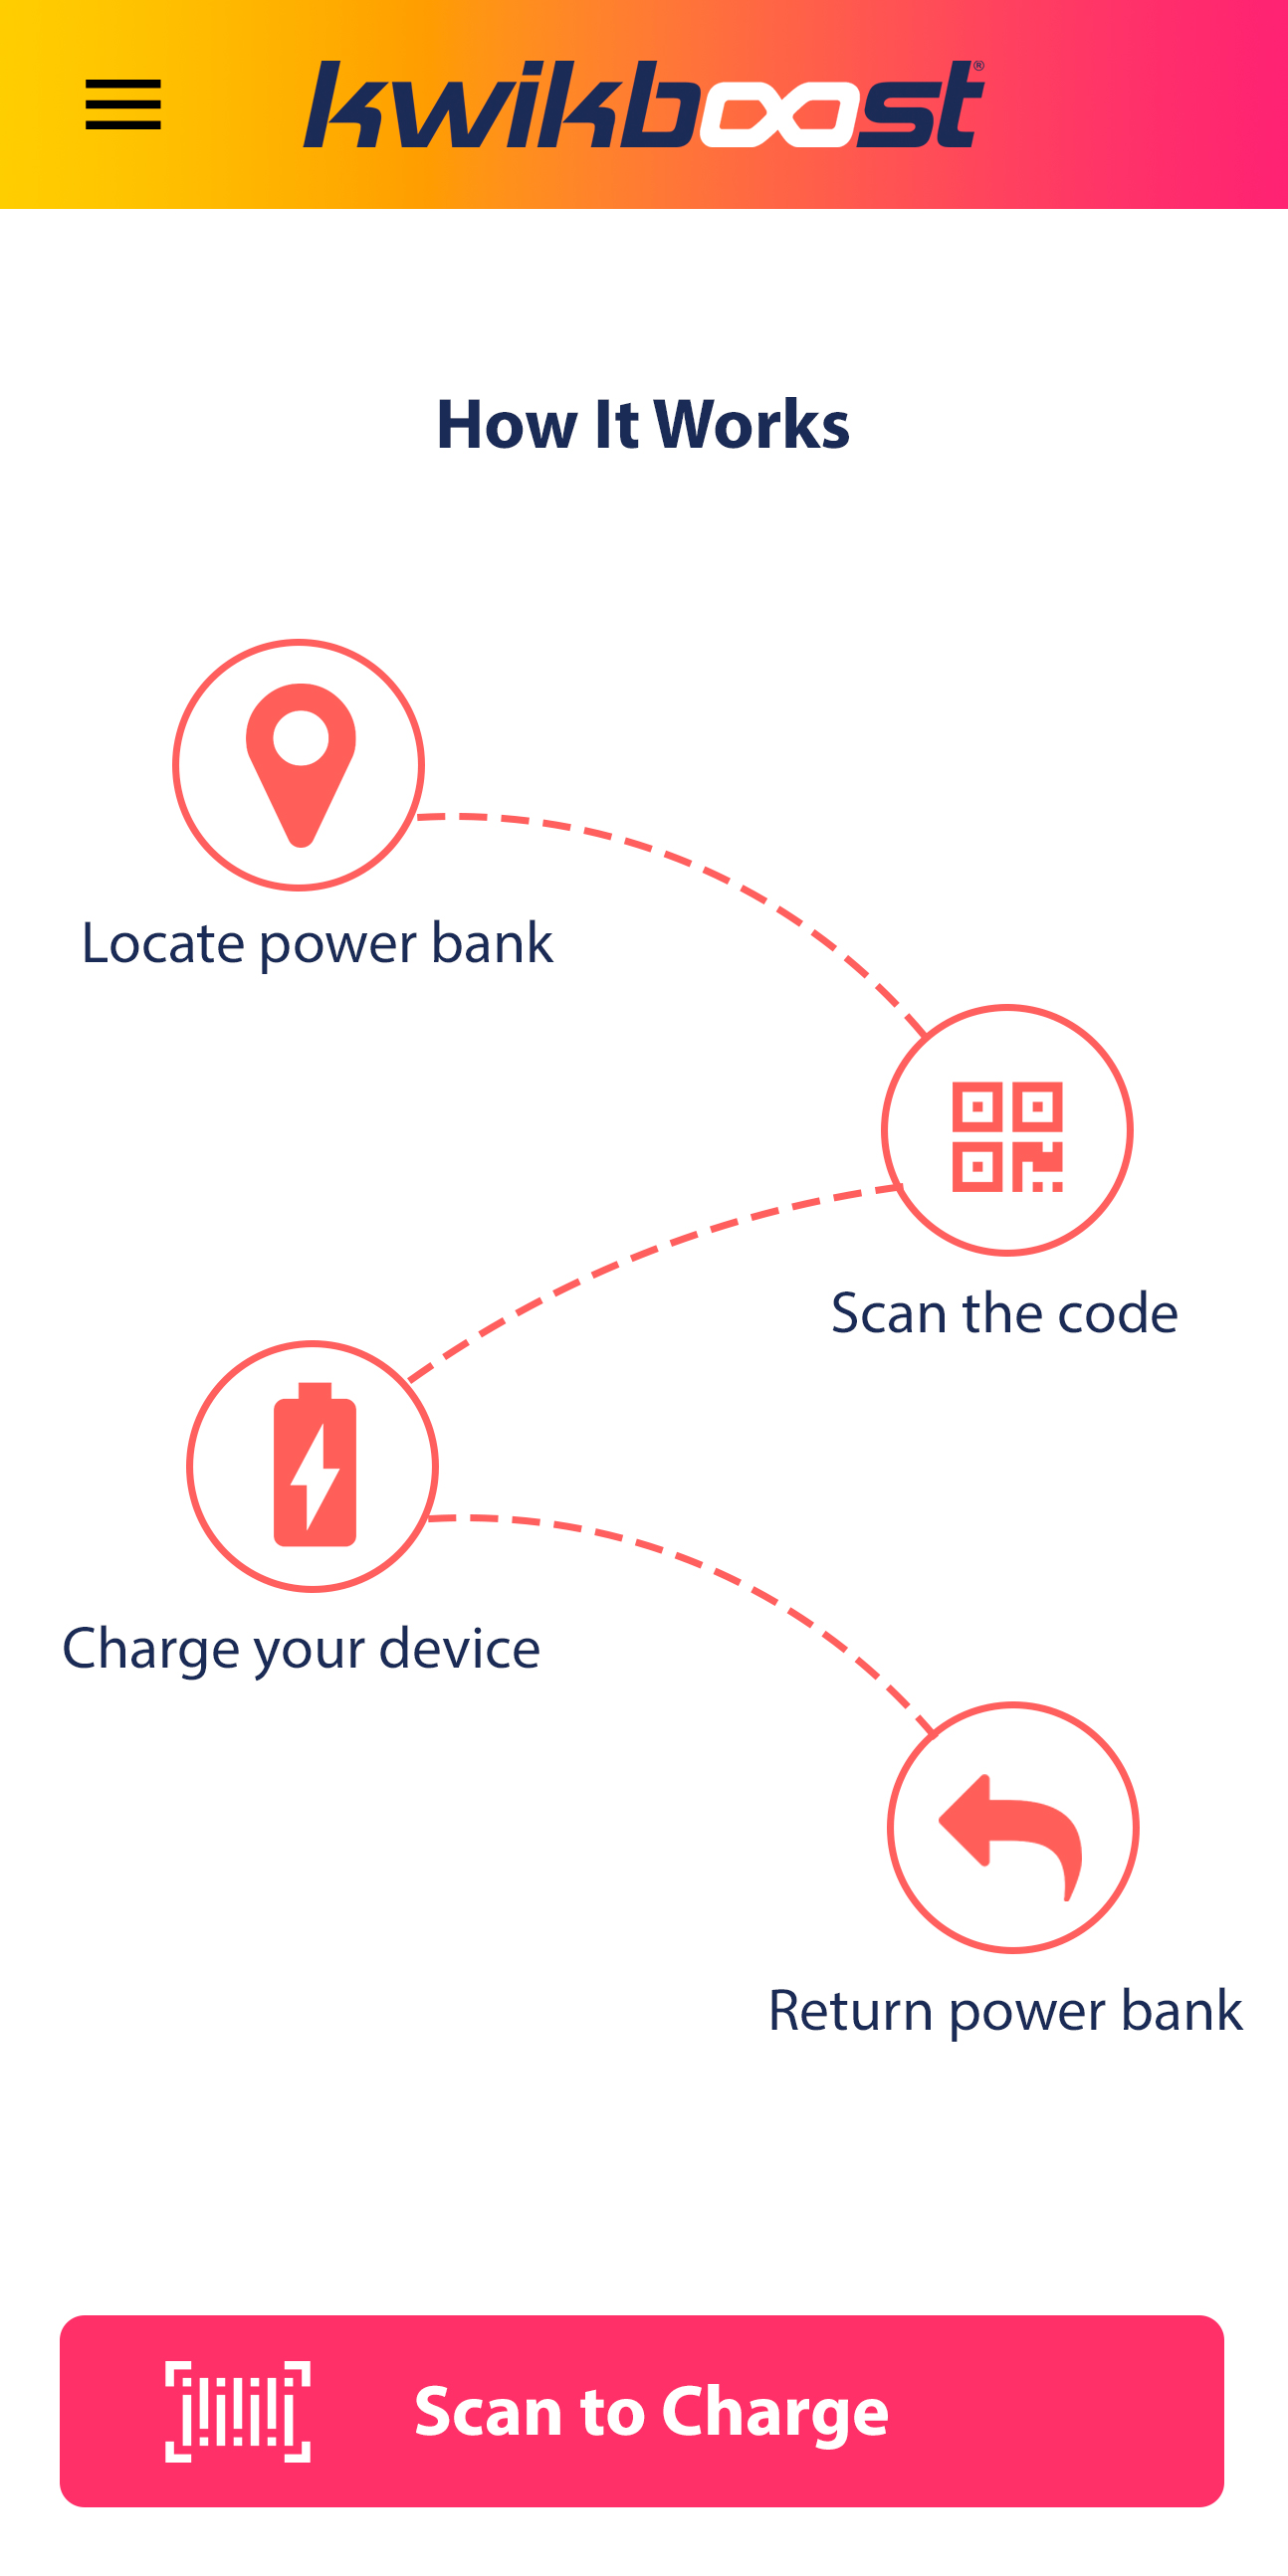 kwikboost®
How It Works
Locate power bank
Scan the code
Charge your device
Return power bank
Scan to Charge